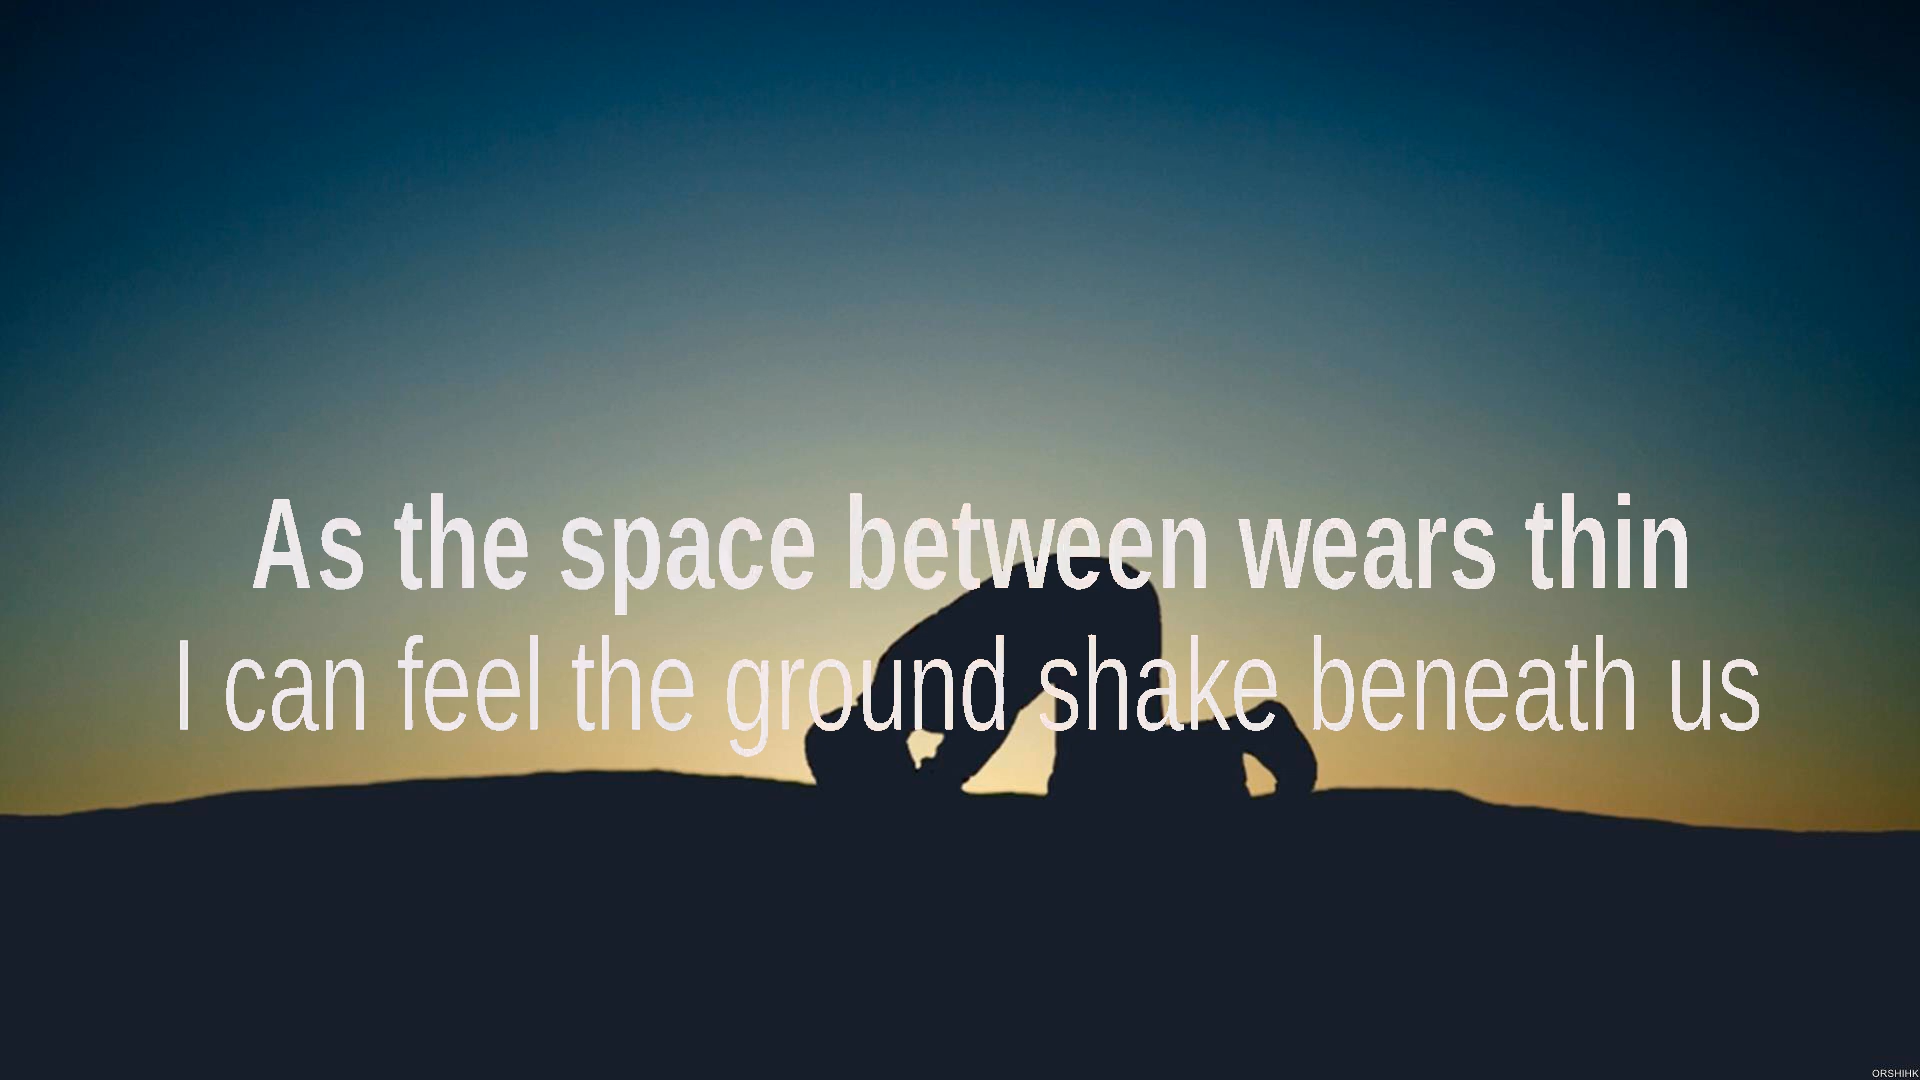 As the space between wears thin
I can feel the ground shake beneath us
ORSHIHK